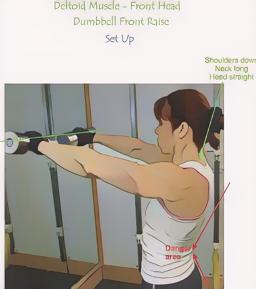 Deltoid Muscle - Front Head
Dumbbell Front Raise
Set Up
Shoulders down
Neck long
Head straight
Danger
area